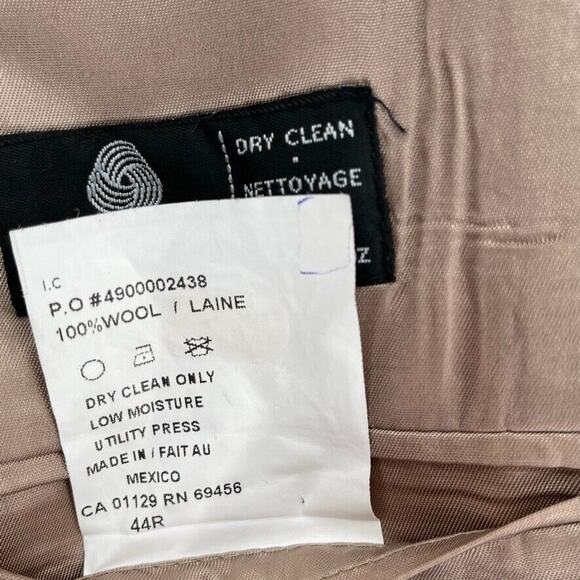 DRY CLEAN
NETTOYAGE
Z
I.C
P.O #4900002438
100%WOOL / LAINE
DRY CLEAN ONLY
LOW MOISTURE
UTILITY PRESS
MADE IN / FAIT AU
MEXICO
CA 01129 RN 69456
44R